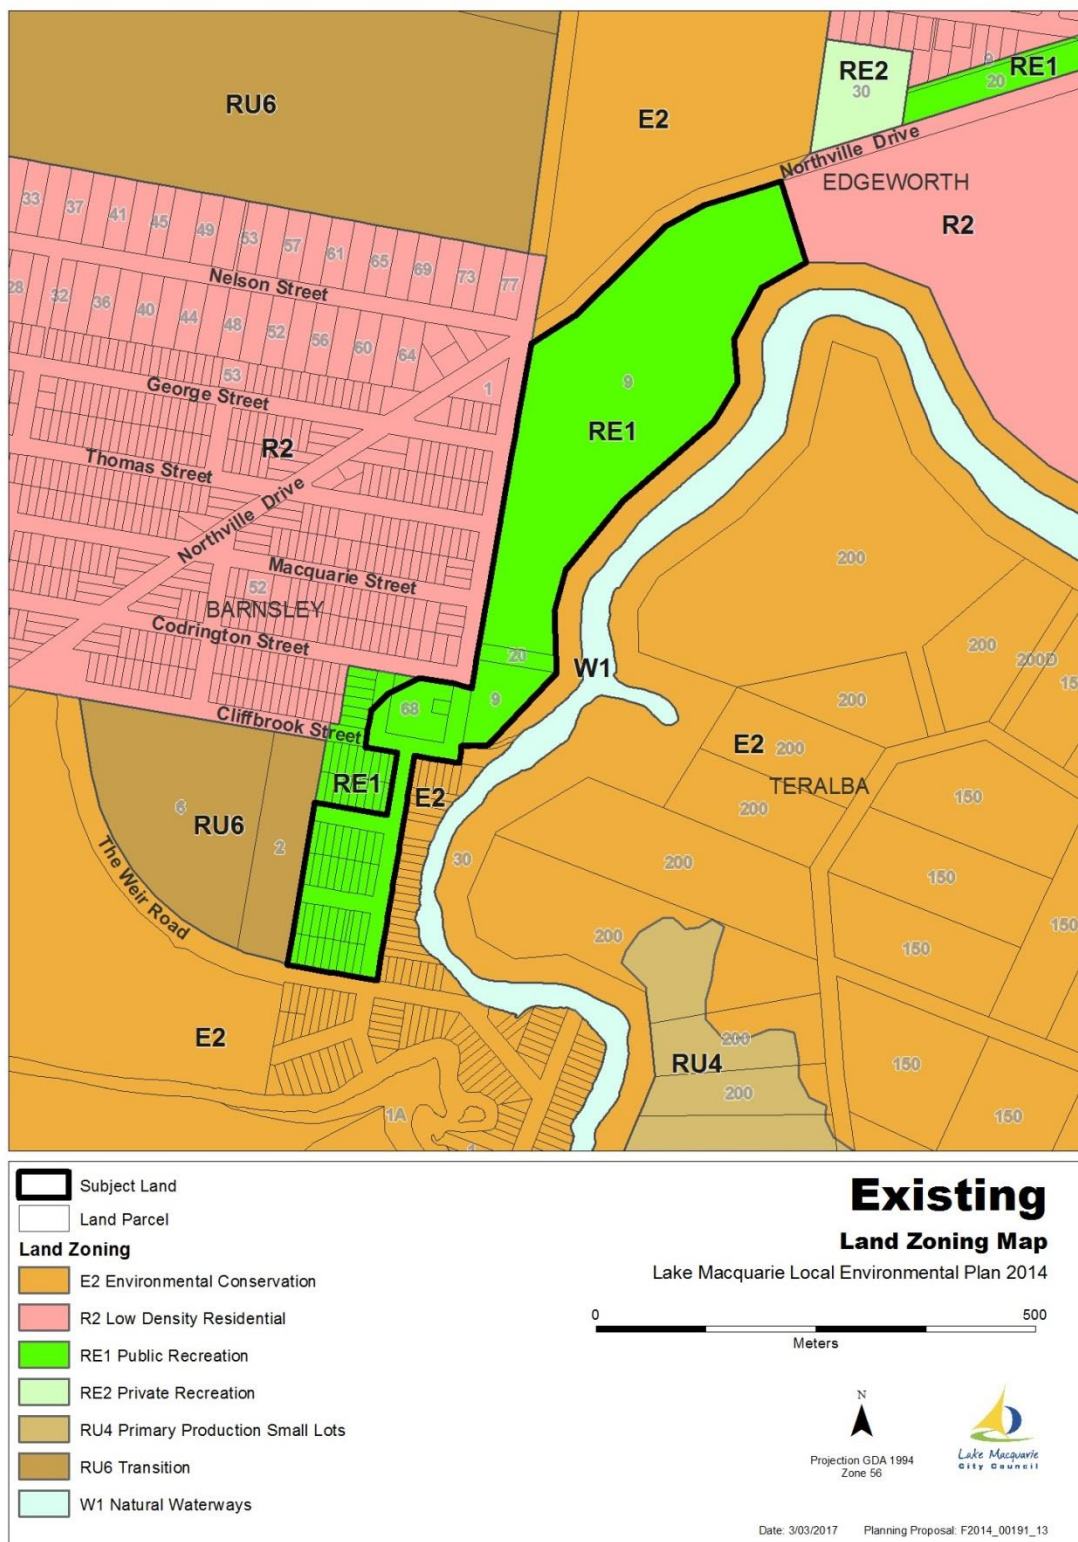 RU6
E2
RE2
30
9
RE1
20
Northville Drive
EDGEWORTH
R2
33
37
41
45
49
53
57
61
65
69
73
77
Nelson Street
28
32
36
40
44
48
52
56
60
64
53
1
George Street
9
RE1
R2
Thomas Street
Northville Drive
Macquarie Street
52
BARNSLEY
Codrington Street
200
20
200
200D
15
W1
9
200
68
Cliffbrook Street
E2
200
TERALBA
RE1
E2
150
200
6
RU6
2
The Weir Road
30
200
150
200
150
150
E2
200
RU4
200
150
150
1A
1
Subject Land
Land Parcel
Land Zoning
E2 Environmental Conservation
R2 Low Density Residential
RE1 Public Recreation
RE2 Private Recreation
RU4 Primary Production Small Lots
RU6 Transition
W1 Natural Waterways
Existing
Land Zoning Map
Lake Macquarie Local Environmental Plan 2014
0 500
Meters
N
Projection GDA 1994
Zone 56
Lake Macquarie
City Council
Date: 3/03/2017 Planning Proposal: F2014_00191_13